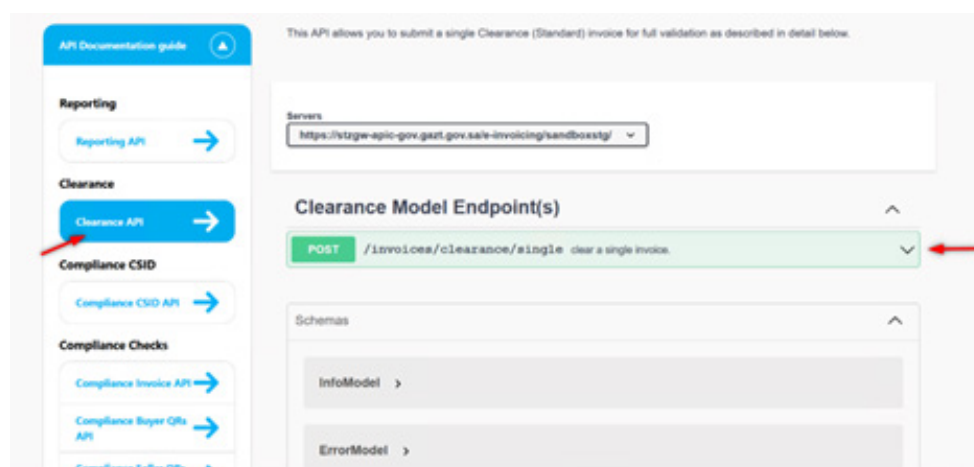 API Documentation guide
This API allows you to submit a single Clearance (Standard) invoice for full validation as described in detail below.
Reporting
Reporting API
Clearance
Clearance API
Compliance CSID
Compliance CSID API
Compliance Checks
Compliance Invoice API
Compliance Buyer QRs
API
Servers
https://stzgw-apic-gov.gazt.gov.sa/e-invoicing/sandboxstg/
Clearance Model Endpoint(s)
POST /invoices/clearance/single clear a single invoice.
Schemas
InfoModel
ErrorModel